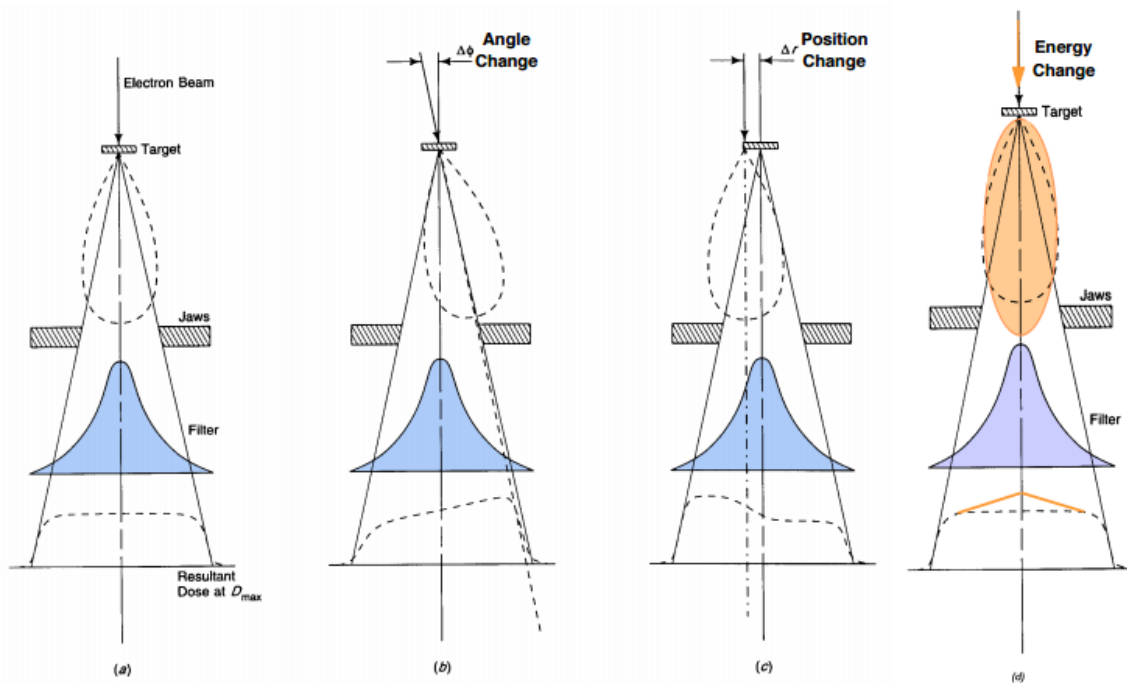 Electron Beam
Target
Jaws
Filter
Resultant
Dose at Dmax
(a)
Δϕ
Angle
Change
(b)
Δr
Position
Change
(c)
Energy
Change
Target
Jaws
Filter
(d)